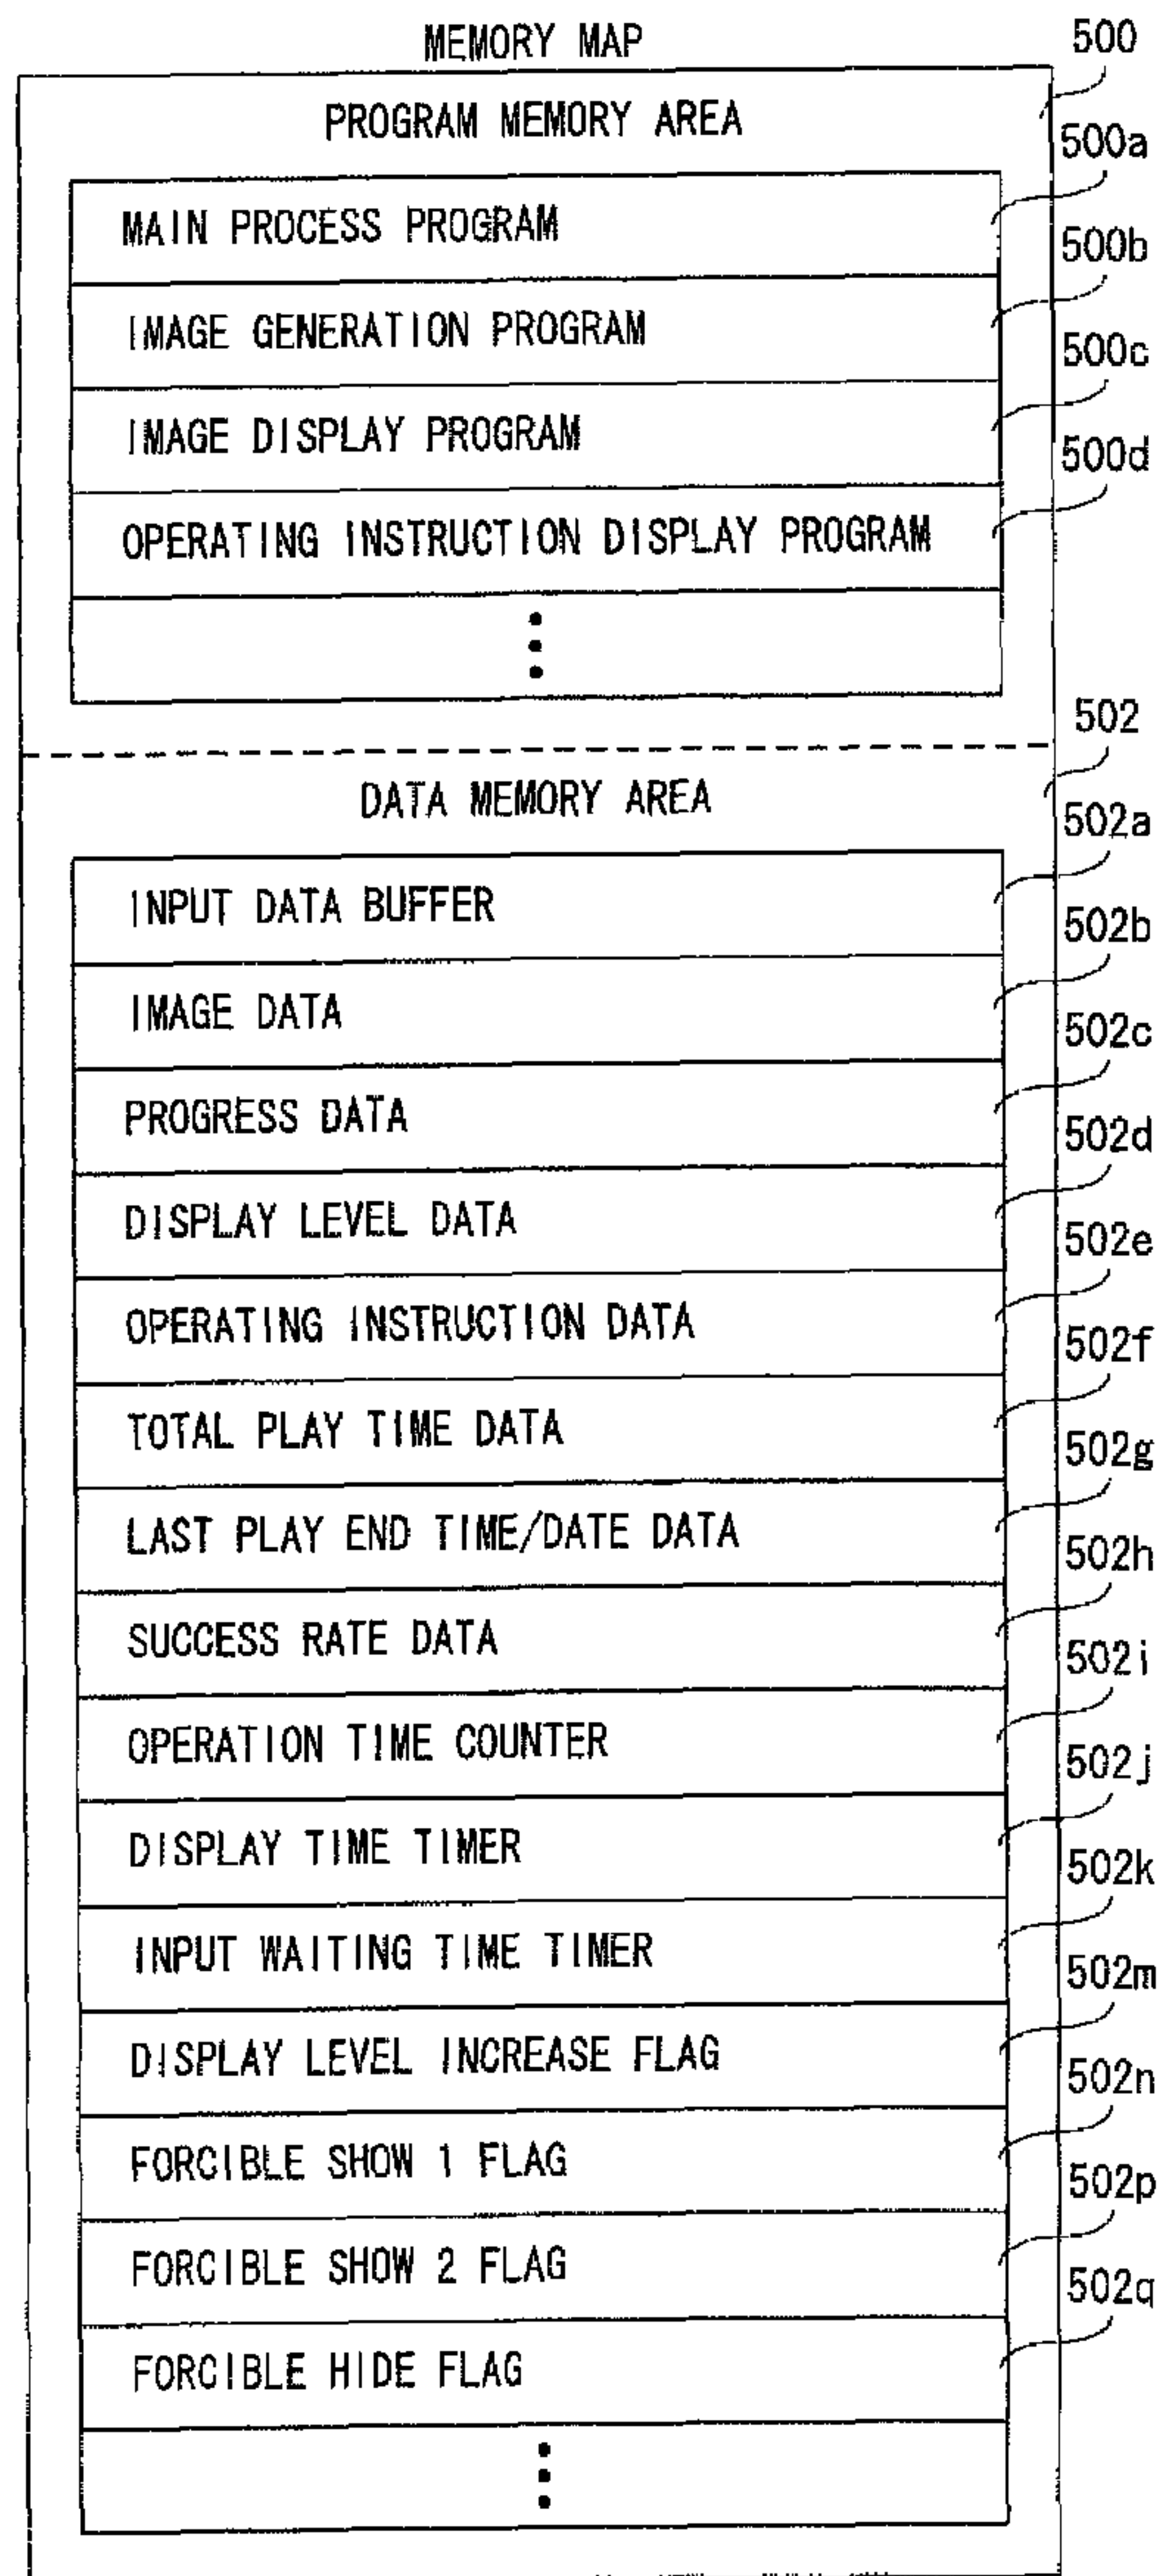 MEMORY MAP
500
PROGRAM MEMORY AREA
500a
MAIN PROCESS PROGRAM
500b
IMAGE GENERATION PROGRAM
500c
IMAGE DISPLAY PROGRAM
500d
OPERATING INSTRUCTION DISPLAY PROGRAM
502
DATA MEMORY AREA
502a
INPUT DATA BUFFER
502b
IMAGE DATA
502c
PROGRESS DATA
502d
DISPLAY LEVEL DATA
502e
OPERATING INSTRUCTION DATA
502f
TOTAL PLAY TIME DATA
502g
LAST PLAY END TIME/DATE DATA
502h
SUCCESS RATE DATA
502i
OPERATION TIME COUNTER
502j
DISPLAY TIME TIMER
502k
INPUT WAITING TIME TIMER
502m
DISPLAY LEVEL INCREASE FLAG
502n
FORCIBLE SHOW 1 FLAG
502p
FORCIBLE SHOW 2 FLAG
502q
FORCIBLE HIDE FLAG